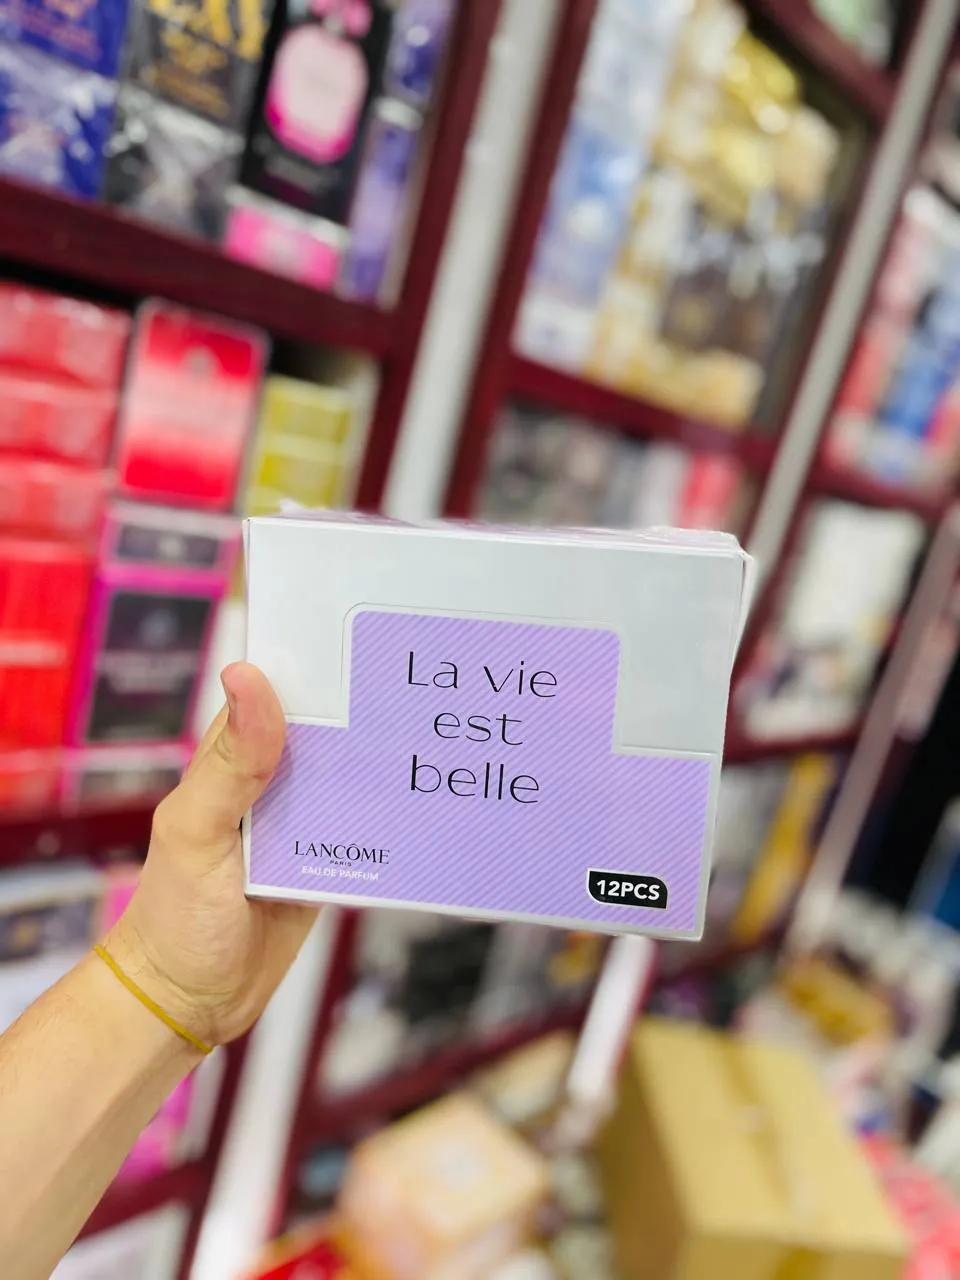 La vie
est
belle
LANCÔME
PARIS
EAU DE PARFUM
12PCS